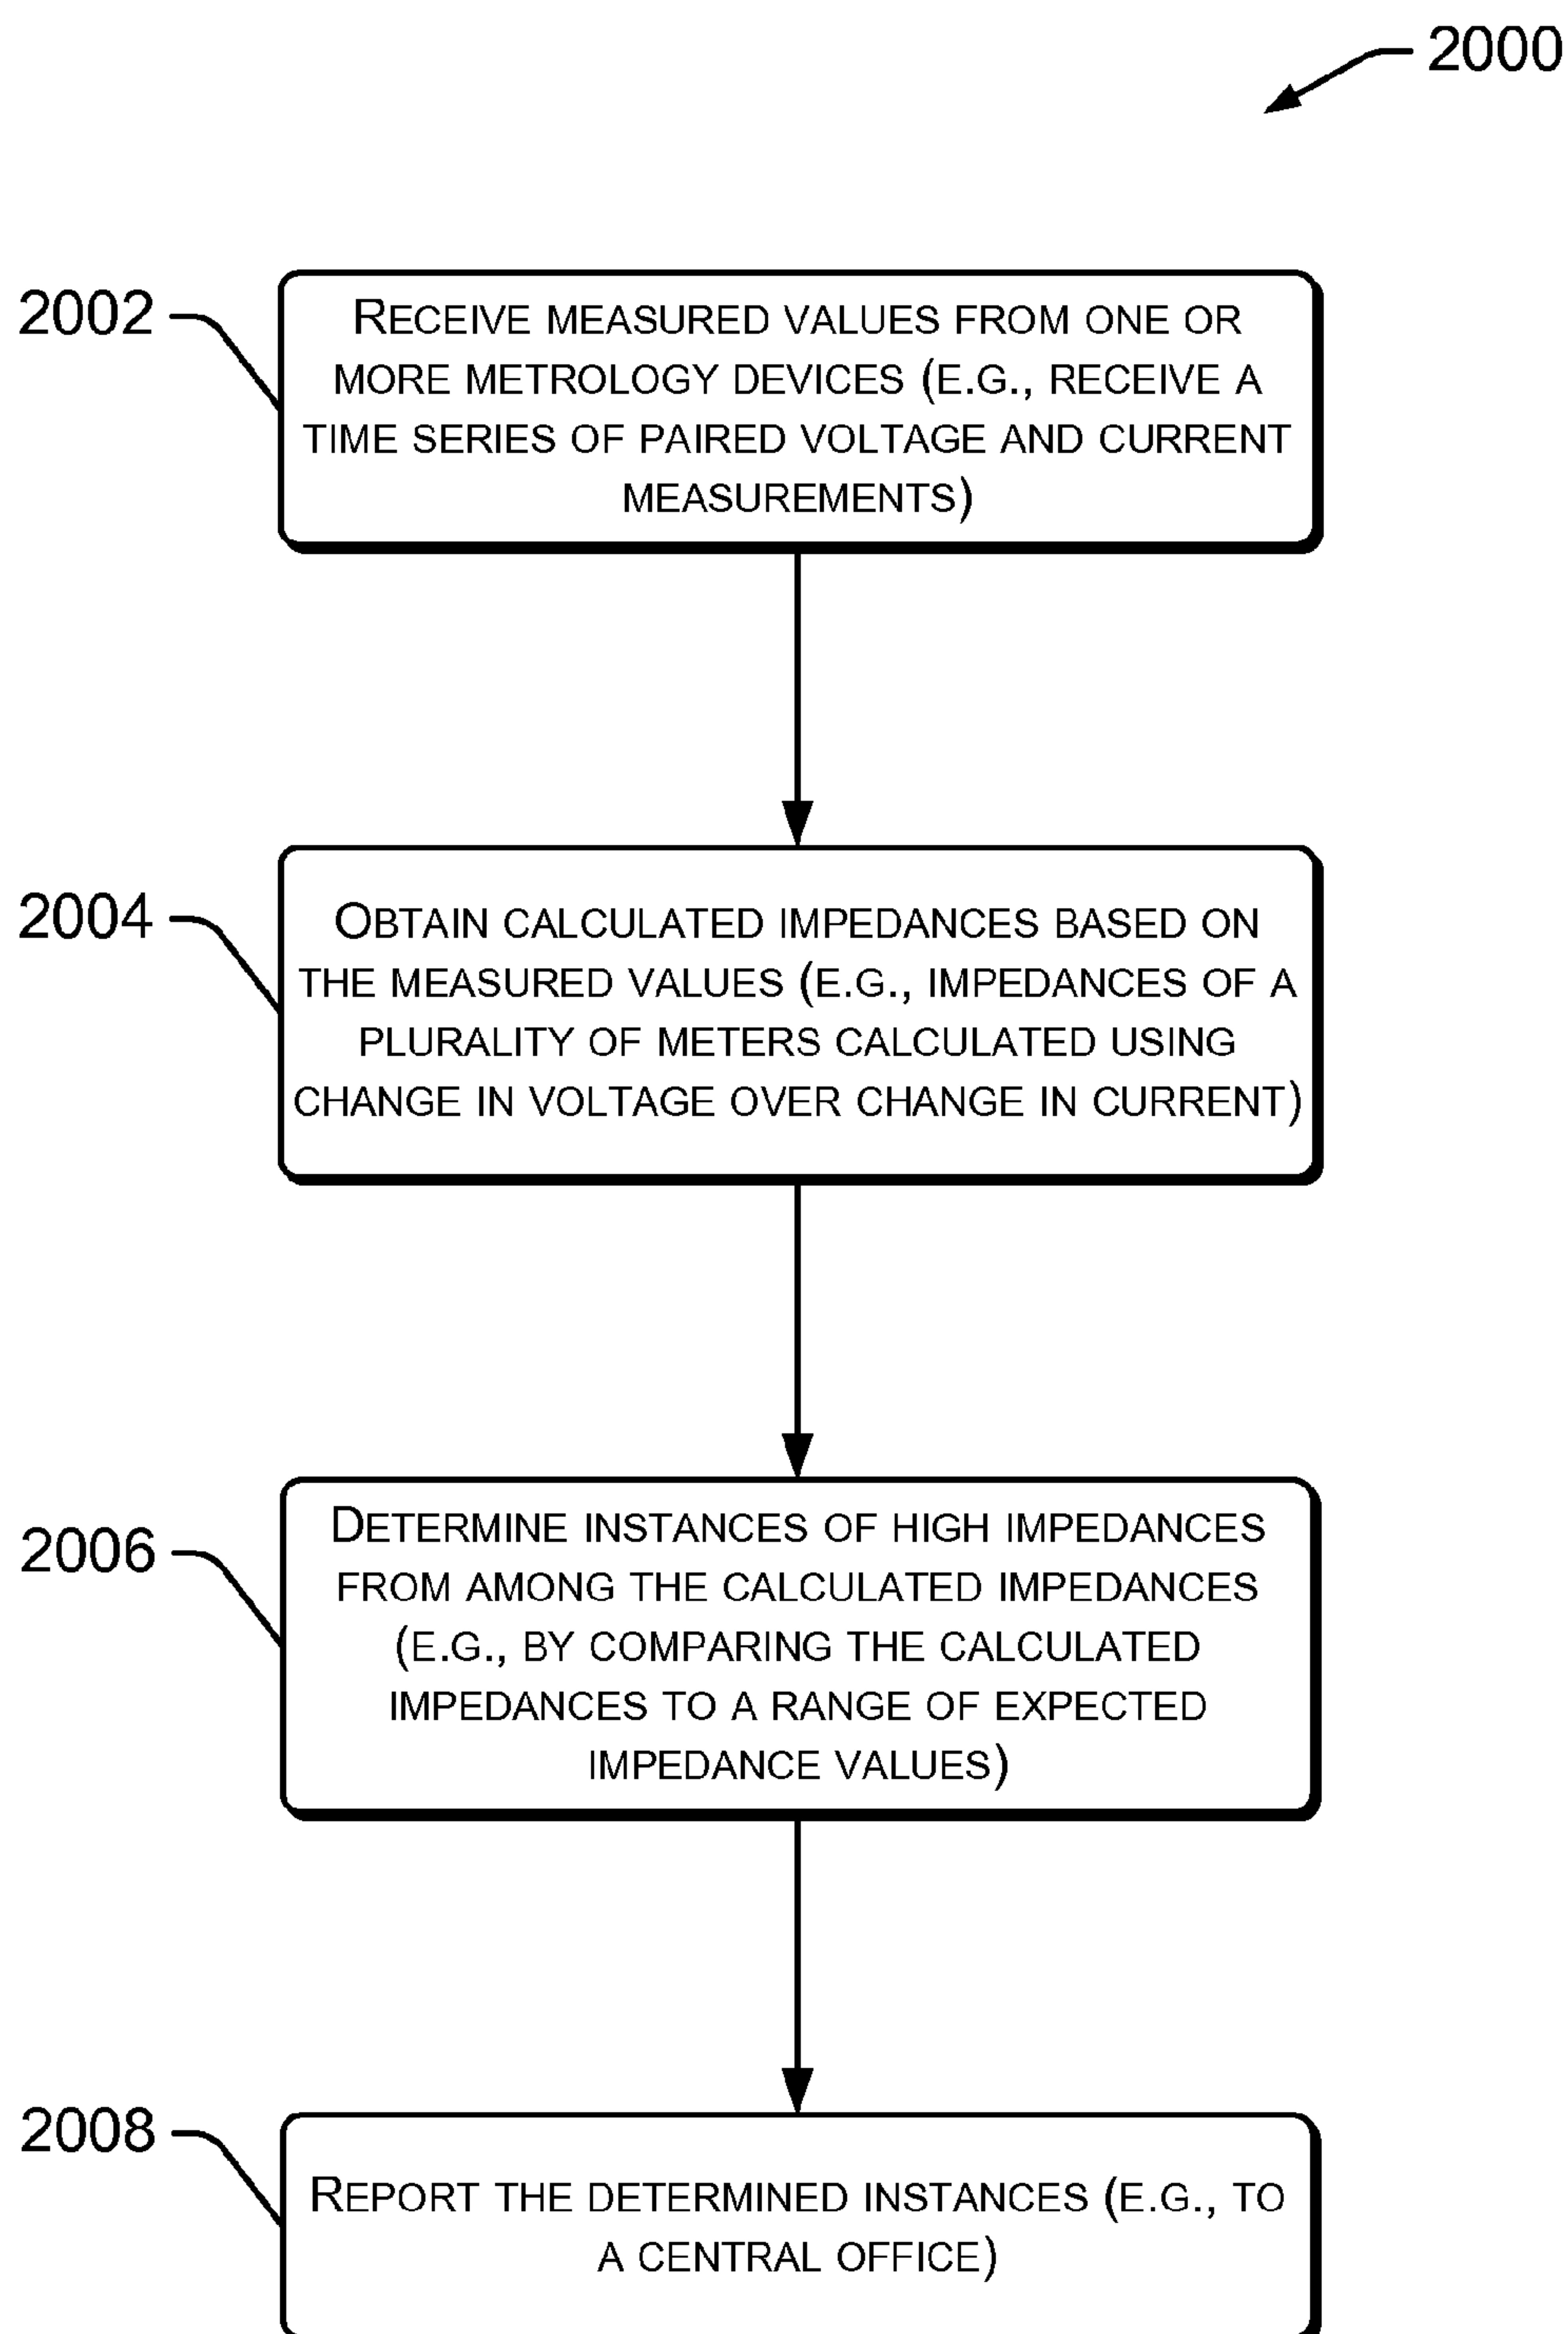 2000
2002
RECEIVE MEASURED VALUES FROM ONE OR
MORE METROLOGY DEVICES (E.G., RECEIVE A
TIME SERIES OF PAIRED VOLTAGE AND CURRENT
MEASUREMENTS)
2004
OBTAIN CALCULATED IMPEDANCES BASED ON
THE MEASURED VALUES (E.G., IMPEDANCES OF A
PLURALITY OF METERS CALCULATED USING
CHANGE IN VOLTAGE OVER CHANGE IN CURRENT)
2006
DETERMINE INSTANCES OF HIGH IMPEDANCES
FROM AMONG THE CALCULATED IMPEDANCES
(E.G., BY COMPARING THE CALCULATED
IMPEDANCES TO A RANGE OF EXPECTED
IMPEDANCE VALUES)
2008
REPORT THE DETERMINED INSTANCES (E.G., TO
A CENTRAL OFFICE)